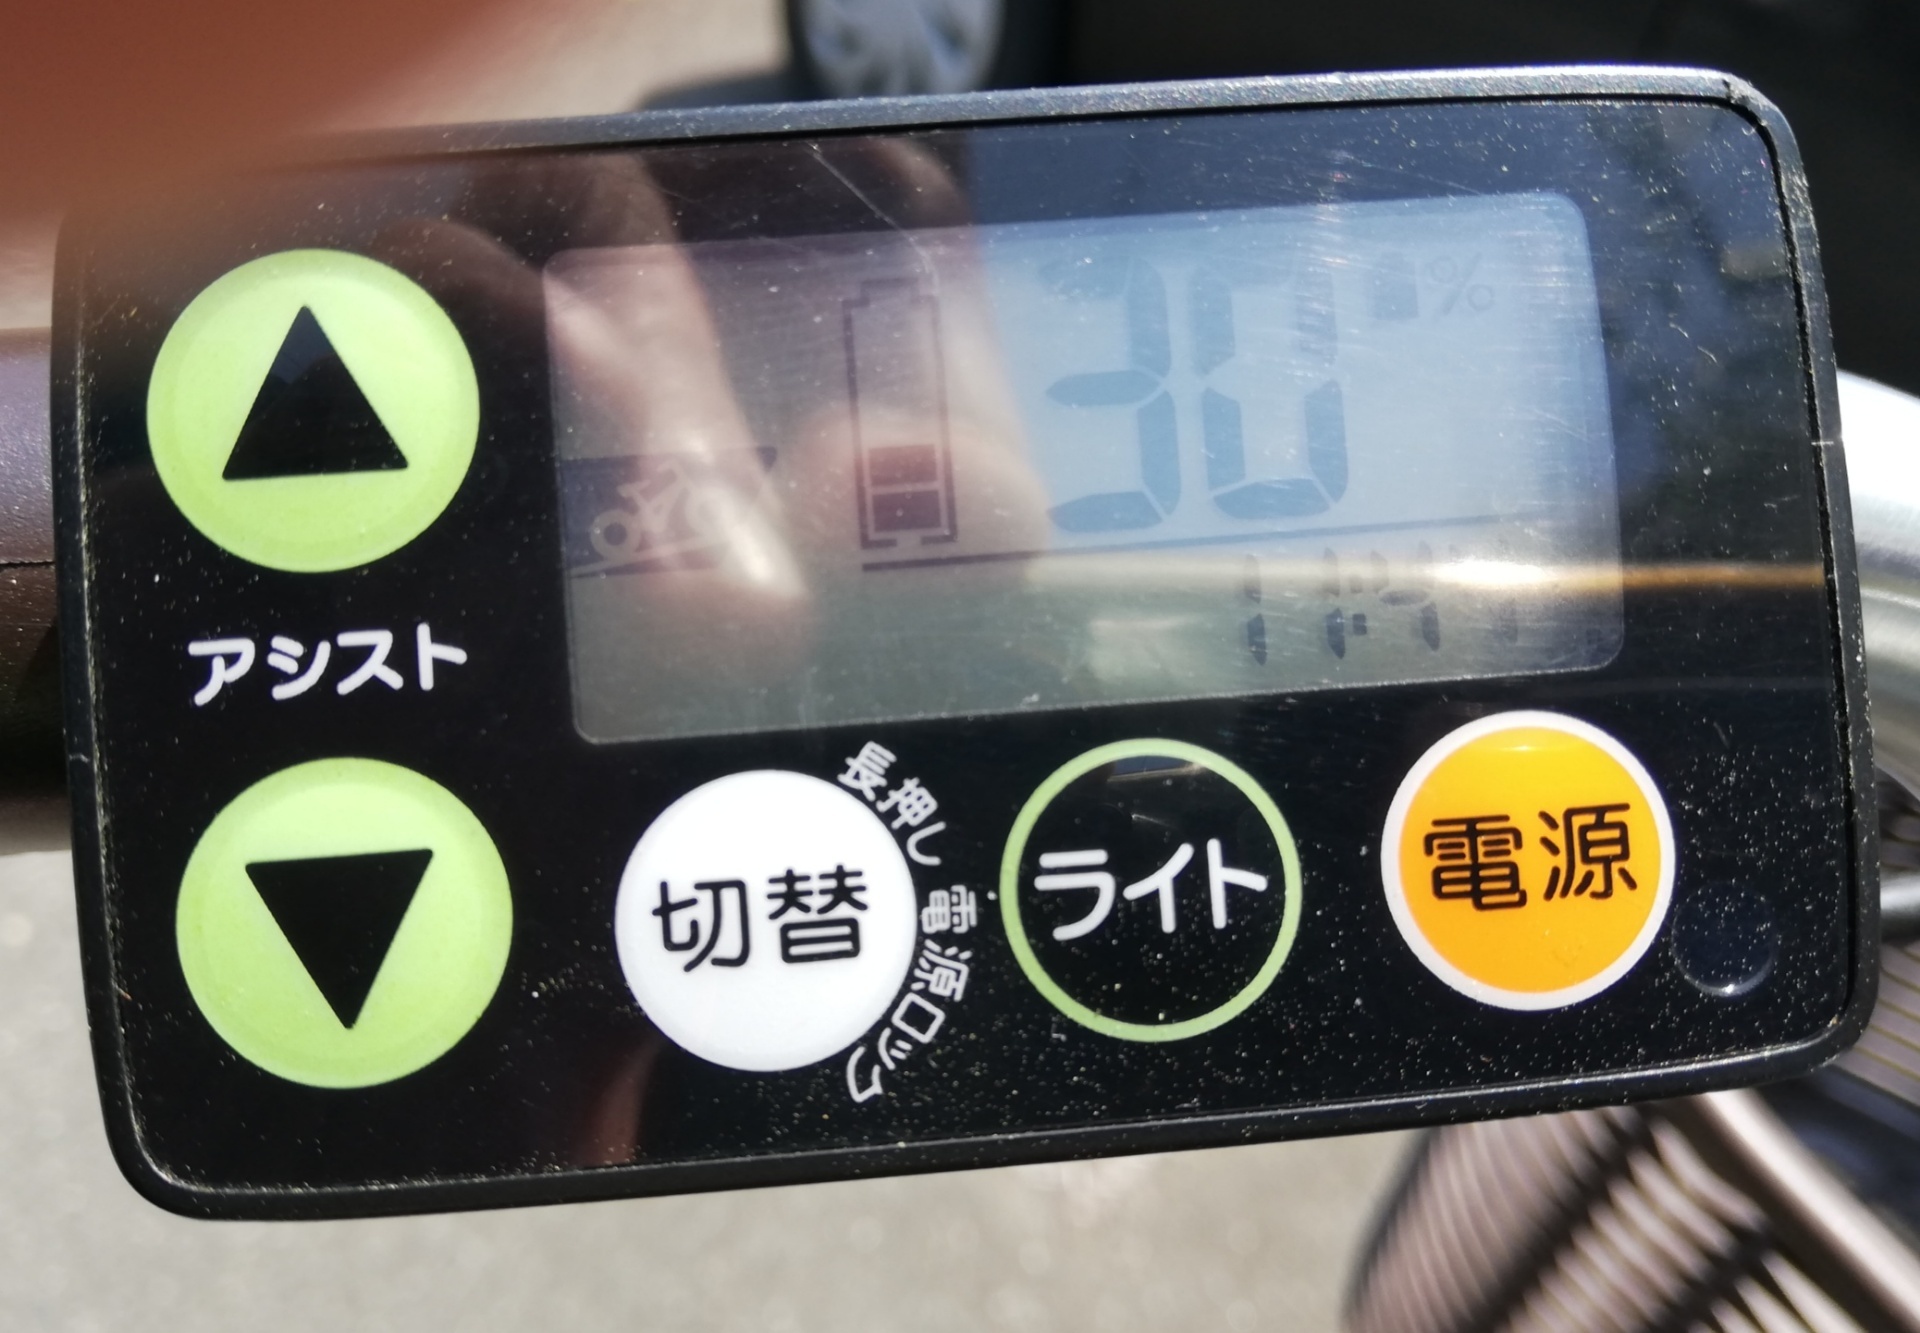 30 %
アシスト
切替
長押し 電源ロック
ライト
電源